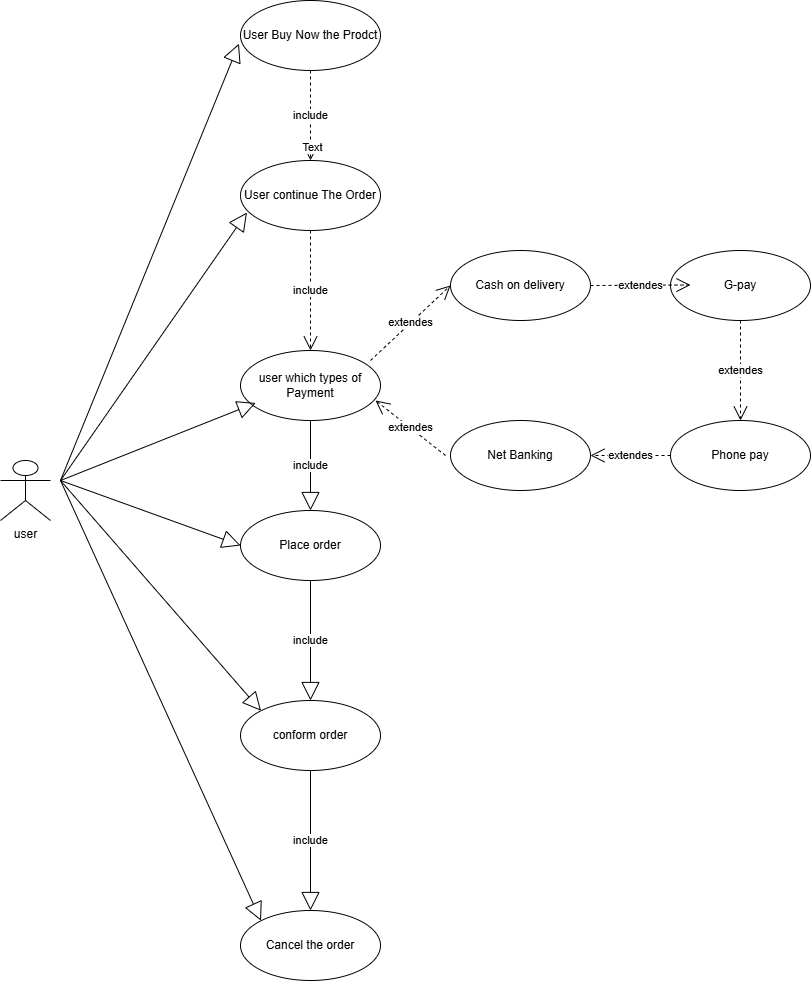 User Buy Now the Prodct
include
Text
User continue The Order
include
Cash on delivery
extendes
G-pay
extendes
extendes
user which types of
Payment
extendes
Net Banking
extendes
Phone pay
include
user
Place order
include
conform order
include
Cancel the order